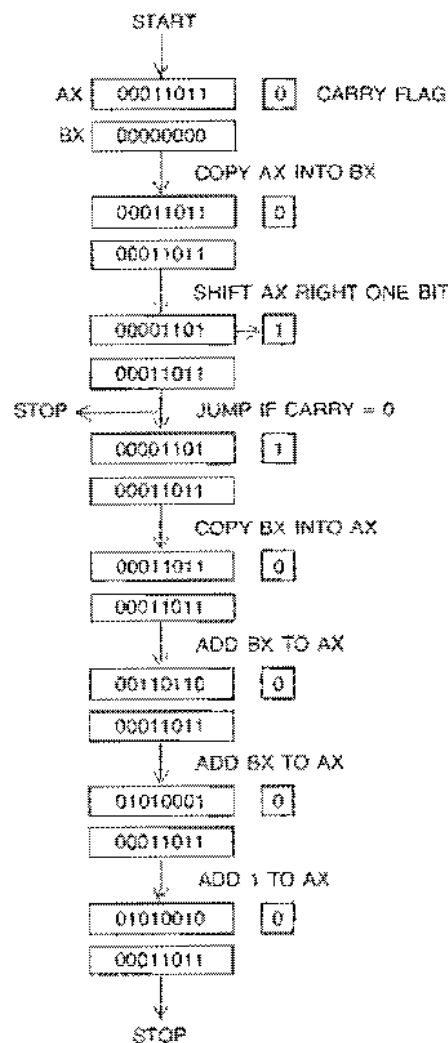 START
AX 00011011 0 CARRY FLAG
BX 00000000
COPY AX INTO BX
00011011 0
00011011
SHIFT AX RIGHT ONE BIT
00001101 1
00011011
STOP JUMP IF CARRY = 0
00001101 1
00011011
COPY BX INTO AX
00011011 0
00011011
ADD BX TO AX
00110110 0
00011011
ADD BX TO AX
01010001 0
00011011
ADD 1 TO AX
01010010 0
00011011
STOP